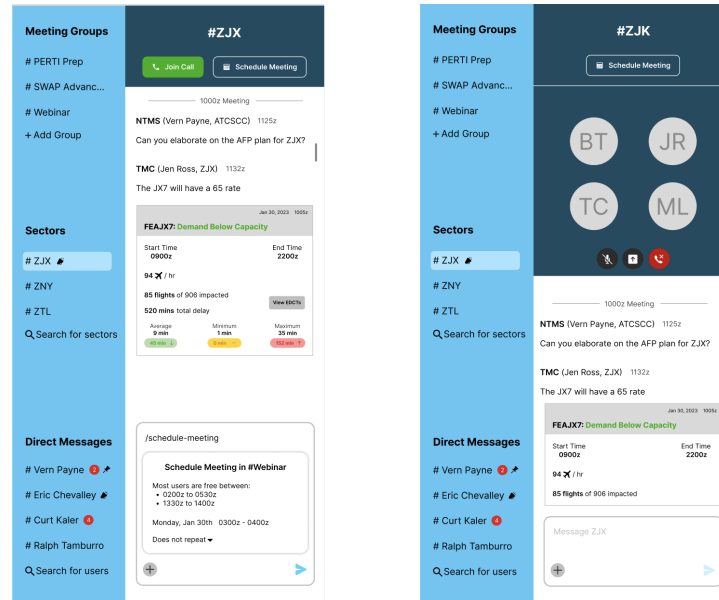 Meeting Groups
# PERTI Prep
# SWAP Advanc...
# Webinar
+ Add Group
Sectors
# ZJX
# ZNY
# ZTL
Search for sectors
Direct Messages
# Vern Payne 2
# Eric Chevalley
# Curt Kaler 4
# Ralph Tamburro
Search for users
#ZJX
Join Call
Schedule Meeting
1000z Meeting
NTMS (Vern Payne, ATCSCC) 1125z
Can you elaborate on the AFP plan for ZJX?
TMC (Jen Ross, ZJX) 1132z
The JX7 will have a 65 rate
Jan 30, 2023 1005z
FEAJX7: Demand Below Capacity
Start Time End Time
0900z 2200z
94 / hr
85 flights of 906 impacted
View EDCTs
520 mins total delay
Average Minimum Maximum
9 min 1 min 35 min
/schedule-meeting
Schedule Meeting in #Webinar
Most users are free between:
• 0200z to 0530z
• 1330z to 1400z
Monday, Jan 30th 0300z - 0400z
Does not repeat
Meeting Groups
# PERTI Prep
# SWAP Advanc...
# Webinar
+ Add Group
Sectors
# ZJX
# ZNY
# ZTL
Search for sectors
Direct Messages
# Vern Payne 2
# Eric Chevalley
# Curt Kaler 4
# Ralph Tamburro
Search for users
#ZJK
Schedule Meeting
BT JR
TC ML
1000z Meeting
NTMS (Vern Payne, ATCSCC) 1125z
Can you elaborate on the AFP plan for ZJX?
TMC (Jen Ross, ZJX) 1132z
The JX7 will have a 65 rate
Jan 30, 2023 1005z
FEAJX7: Demand Below Capacity
Start Time End Time
0900z 2200z
94 / hr
85 flights of 906 impacted
Message ZJX